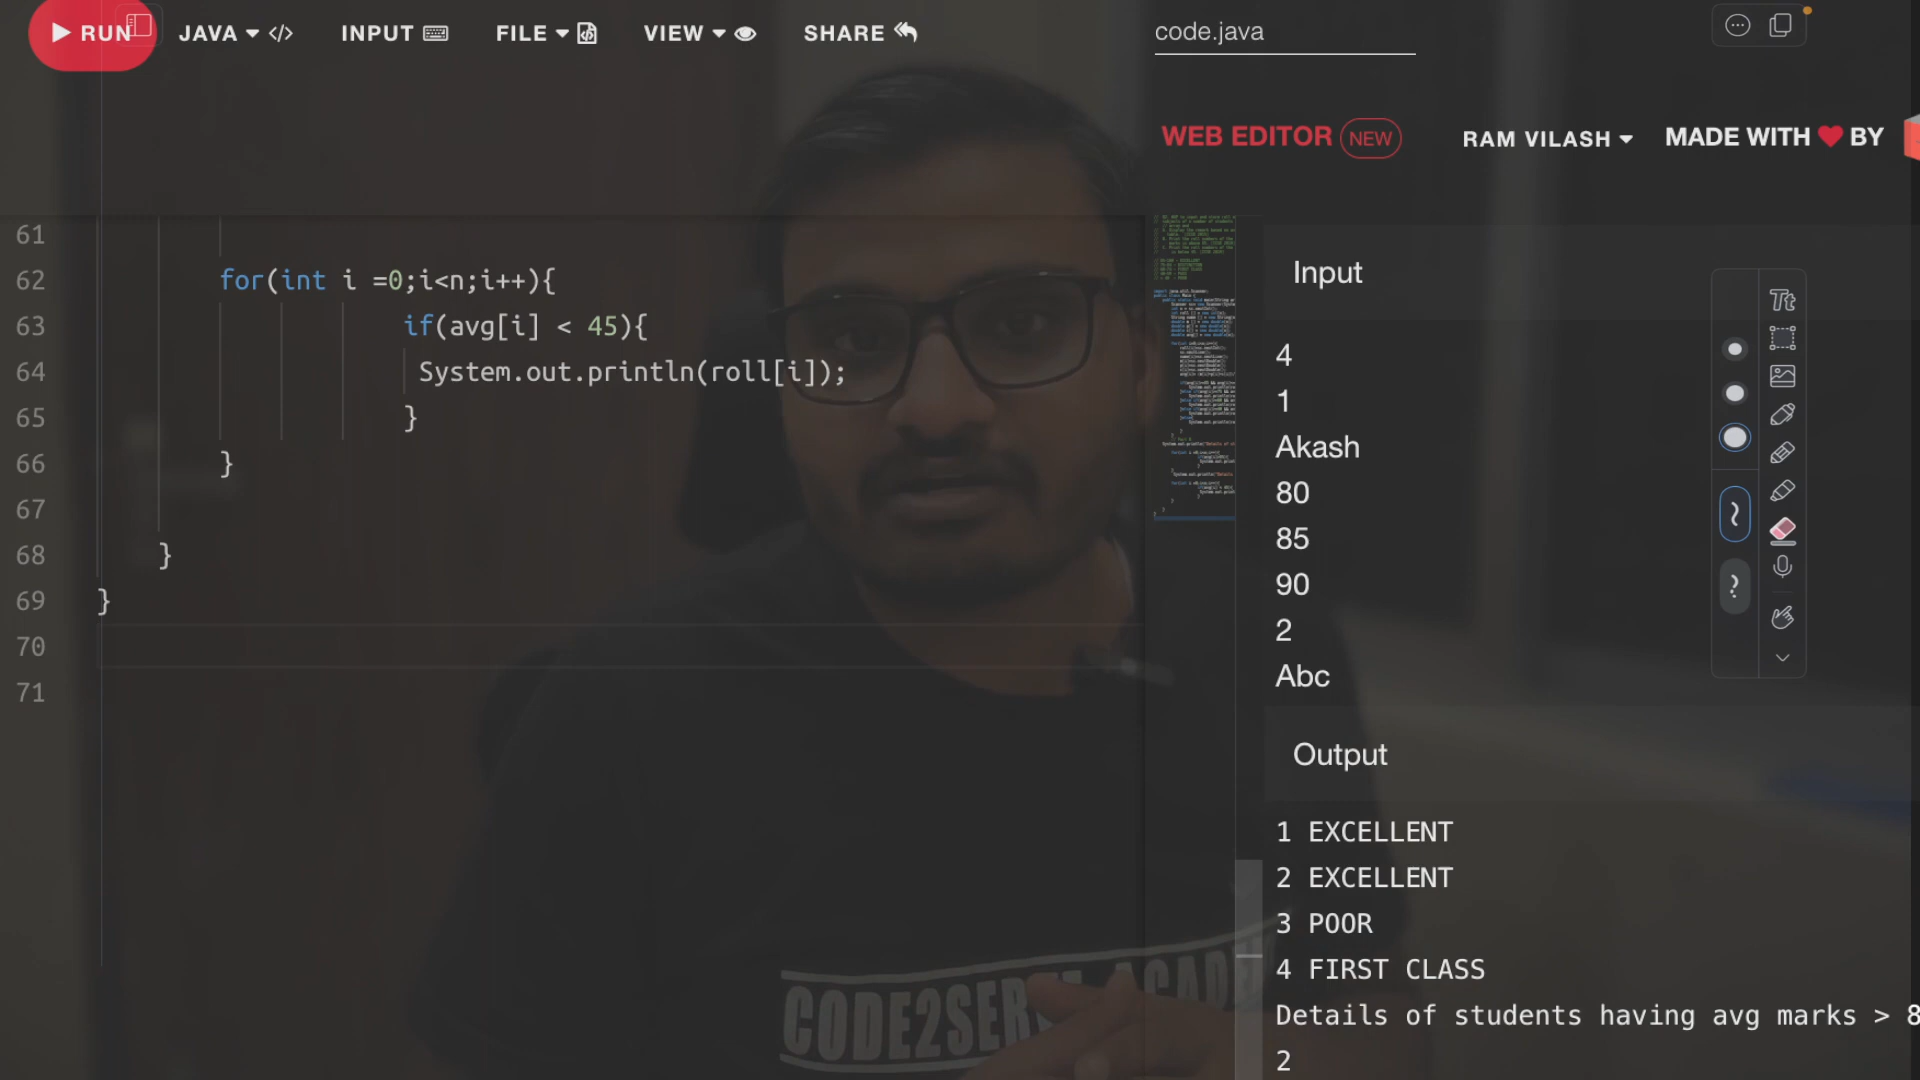 RUN JAVA </> INPUT FILE VIEW SHARE code.java
WEB EDITOR NEW RAM VILASH MADE WITH BY
61
62 for(int i =0;i<n;i++){
63 if(avg[i] < 45){
64 System.out.println(roll[i]);
65 }
66 }
67
68 }
69 }
70
71
Input
4
1
Akash
80
85
90
2
Abc
Tt
Output
1 EXCELLENT
2 EXCELLENT
3 POOR
4 FIRST CLASS
Details of students having avg marks > 8
2